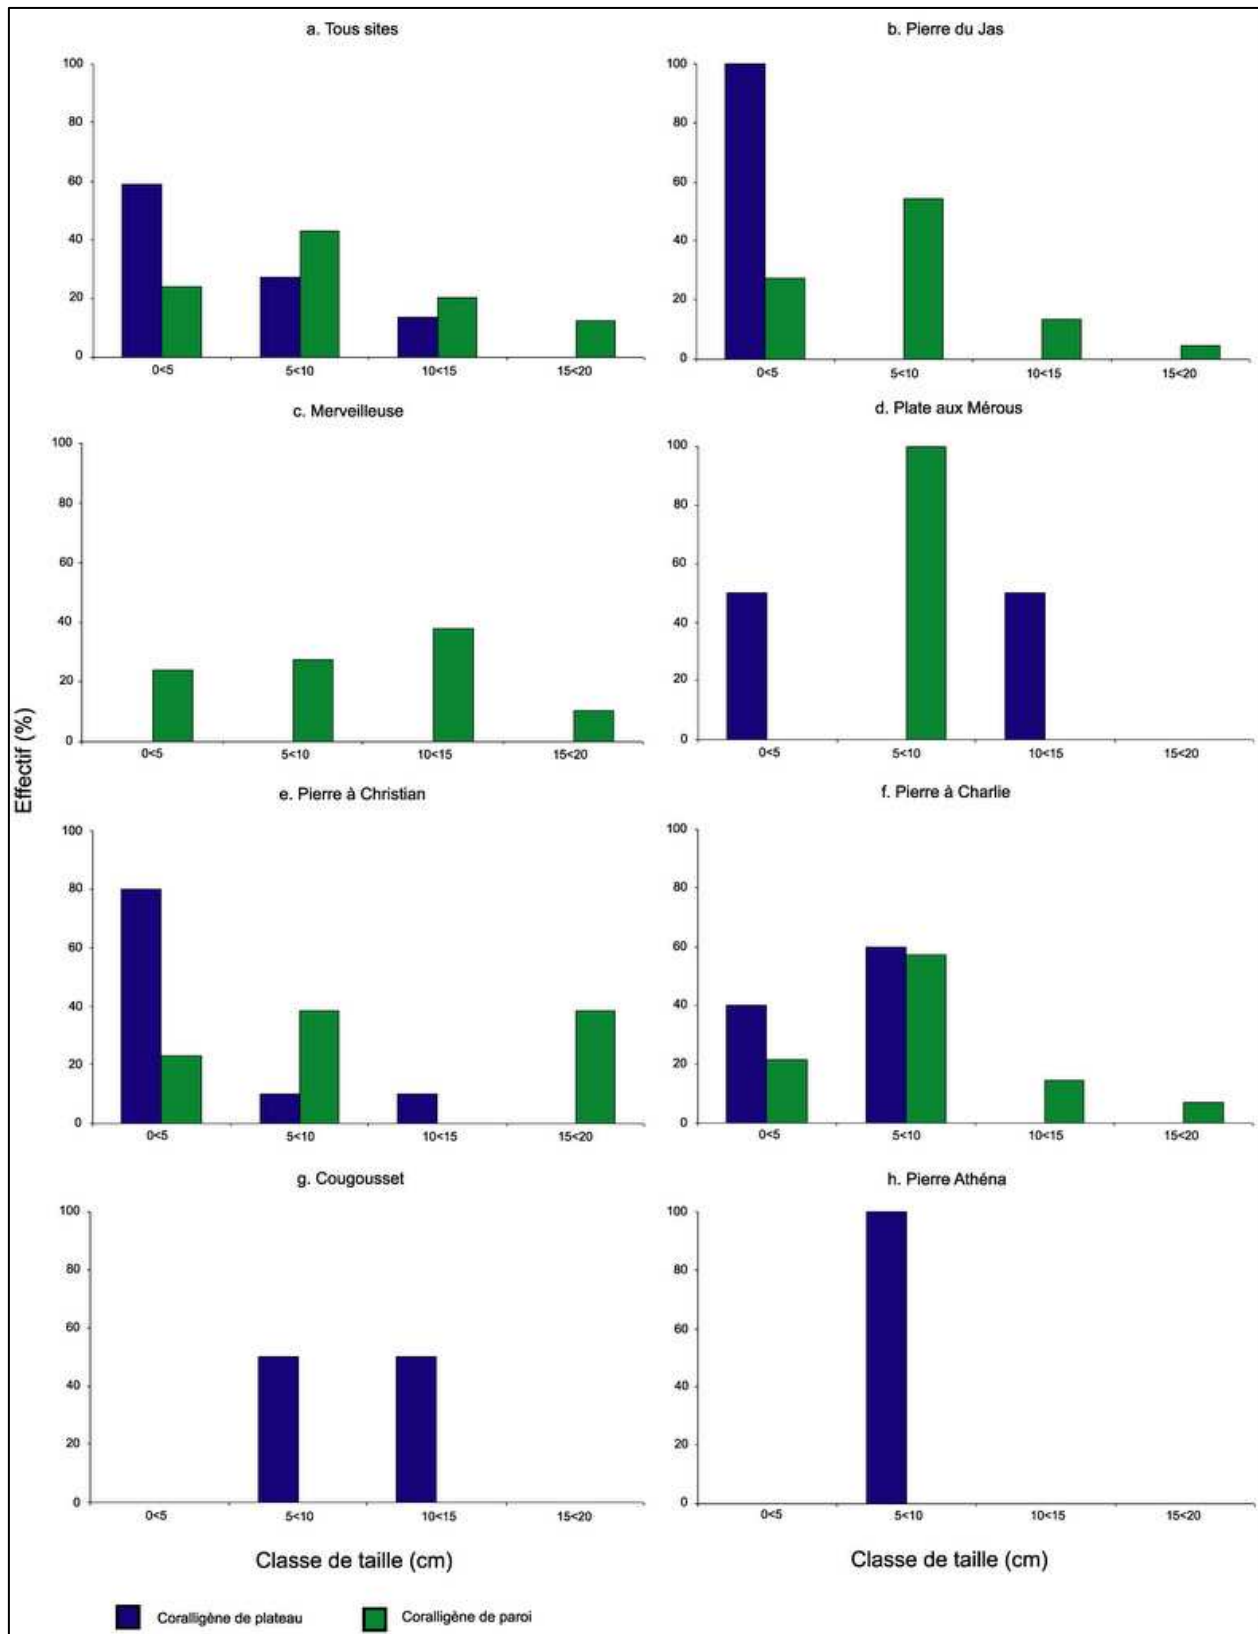 a. Tous sites
100
80
60
40
20
0
0<5 5<10 10<15 15<20
b. Pierre du Jas
100
80
60
40
20
0
0<5 5<10 10<15 15<20
c. Merveilleuse
100
80
60
40
20
0
0<5 5<10 10<15 15<20
d. Plate aux Mérous
100
80
60
40
20
0
0<5 5<10 10<15 15<20
Effectif (%)
e. Pierre à Christian
100
80
60
40
20
0
0<5 5<10 10<15 15<20
f. Pierre à Charlie
100
80
60
40
20
0
0<5 5<10 10<15 15<20
g. Cougousset
100
80
60
40
20
0
0<5 5<10 10<15 15<20
Classe de taille (cm)
h. Pierre Athéna
100
80
60
40
20
0
0<5 5<10 10<15 15<20
Classe de taille (cm)
Coralligène de plateau
Coralligène de paroi